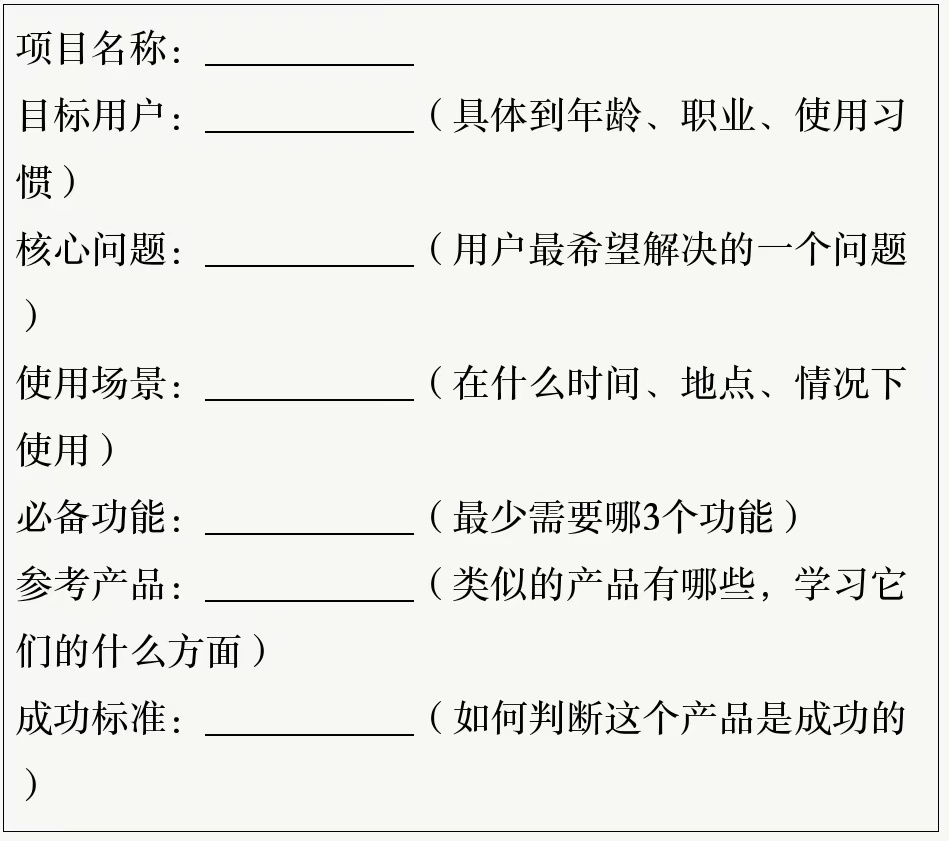 项目名称：___________
目标用户：___________（具体到年龄、职业、使用习
惯）
核心问题：___________（用户最希望解决的一个问题
）
使用场景：___________（在什么时间、地点、情况下
使用）
必备功能：___________（最少需要哪3个功能）
参考产品：___________（类似的产品有哪些，学习它
们的什么方面）
成功标准：___________（如何判断这个产品是成功的
）